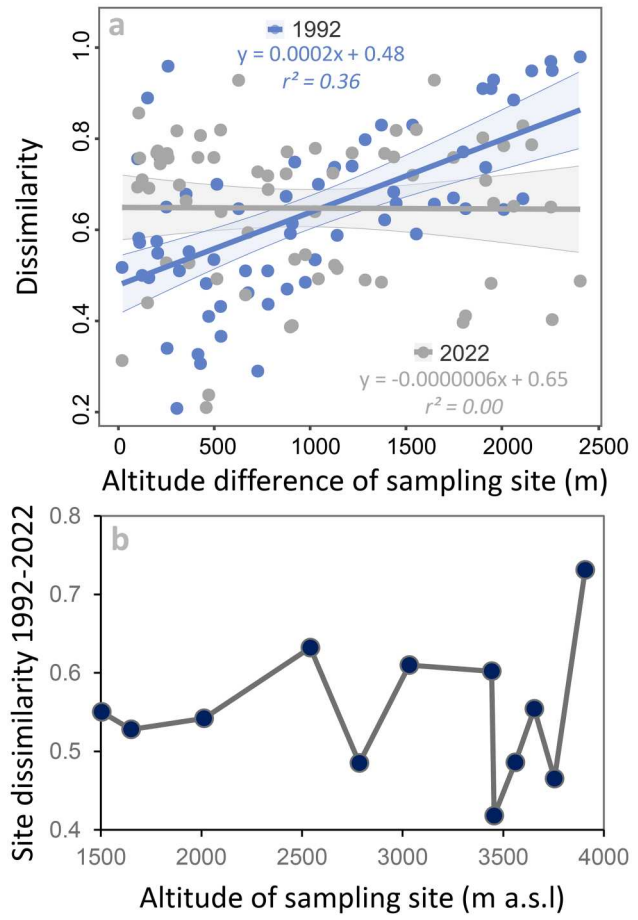 a
1992
y = 0.0002x + 0.48
r² = 0.36
1.0
0.8
0.6
0.4
0.2
Dissimilarity
2022
y = -0.0000006x + 0.65
r² = 0.00
0 500 1000 1500 2000 2500
Altitude difference of sampling site (m)
b
0.8
0.7
0.6
0.5
0.4
Site dissimilarity 1992-2022
1500 2000 2500 3000 3500 4000
Altitude of sampling site (m a.s.l)